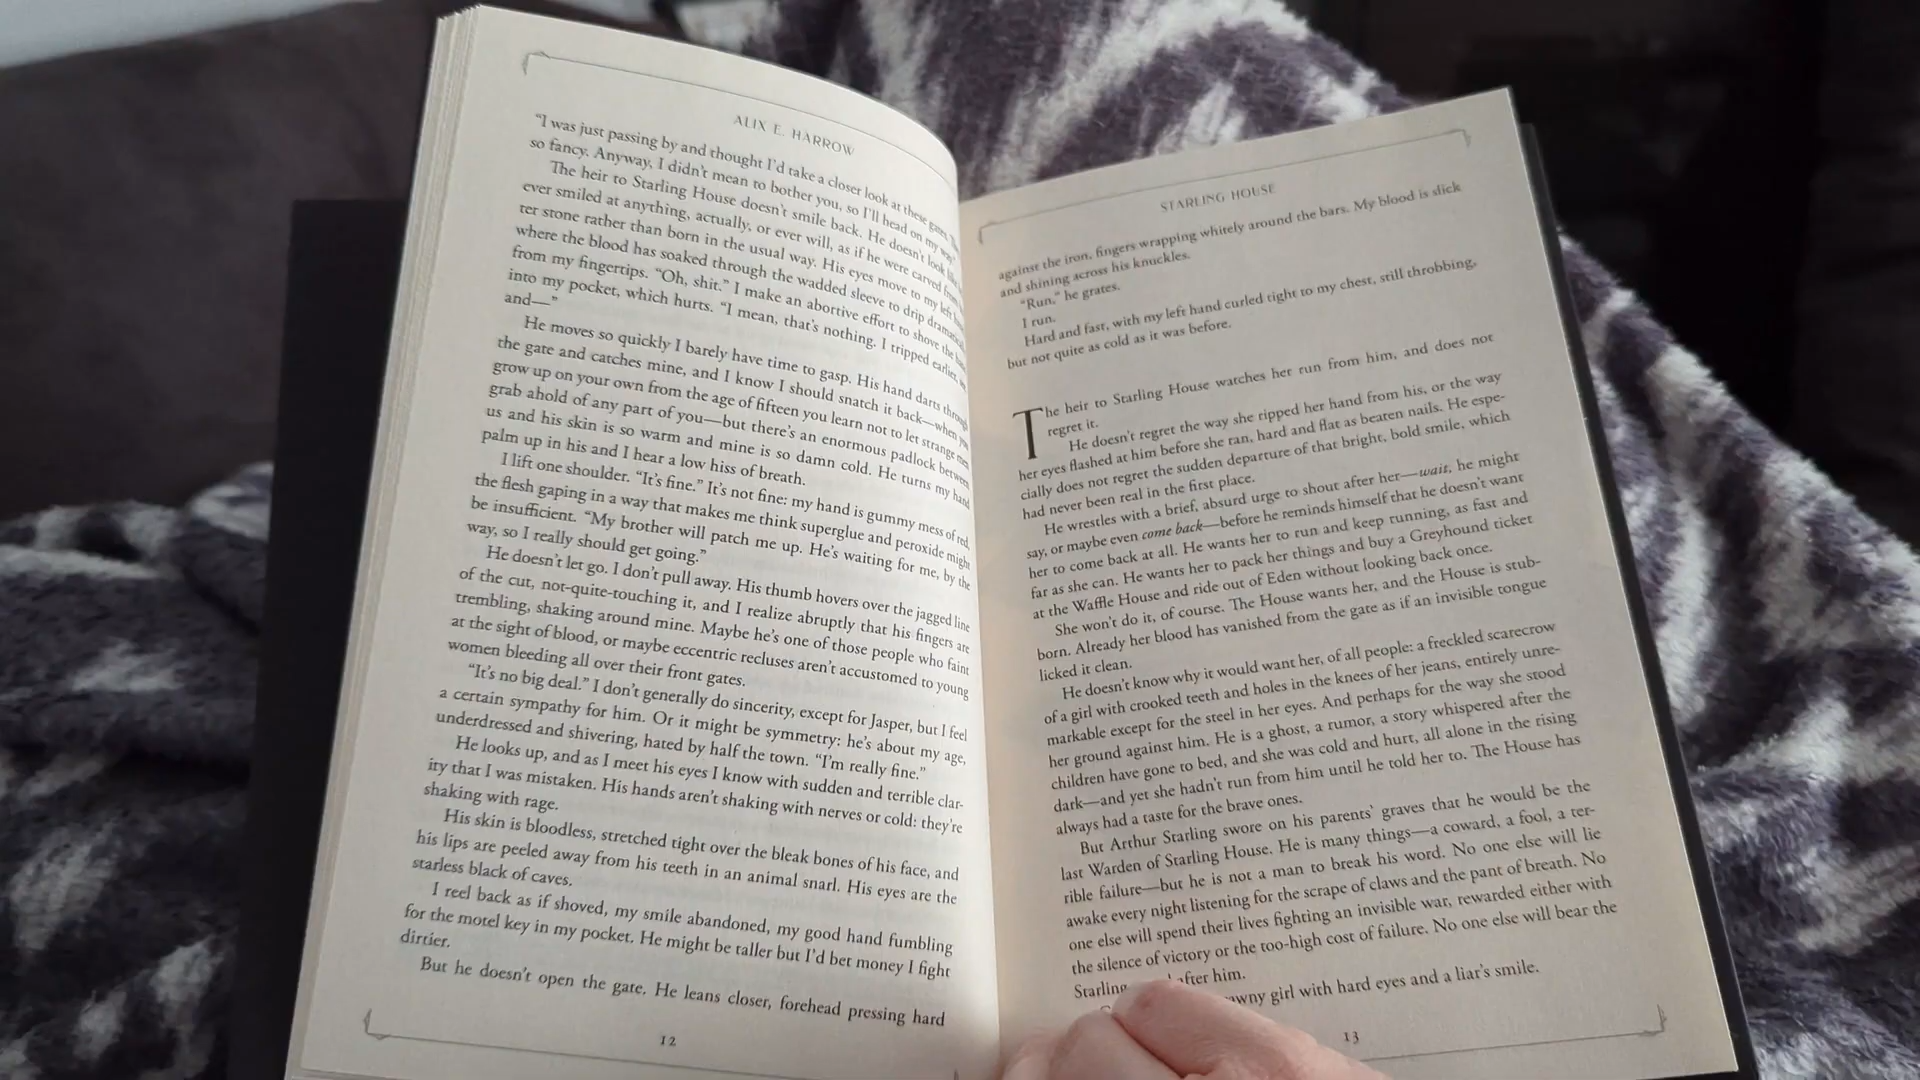 ALIX E. HARROW
"I was just passing by and thought I'd take a closer look at these gates.
so fancy. Anyway, I didn't mean to bother you, so I'll head on my way."
The heir to Starling House doesn't smile back. He doesn't look like
ever smiled at anything, actually, or ever will, as if he were carved from
ter stone rather than born in the usual way. His eyes move to my left
where the blood has soaked through the wadded sleeve to drip
from my fingertips. "Oh, shit." I make an abortive effort to shove the
into my pocket, which hurts. "I mean, that's nothing. I tripped earlier,
and—"
He moves so quickly I barely have time to gasp. His hand darts through
the gate and catches mine, and I know I should snatch it back—when you
grow up on your own from the age of fifteen you learn not to let strange men
grab ahold of any part of you—but there's an enormous padlock between
us and his skin is so warm and mine is so damn cold. He turns my hand
palm up in his and I hear a low hiss of breath.
I lift one shoulder. "It's fine." It's not fine: my hand is gummy mess of red,
the flesh gaping in a way that makes me think superglue and peroxide might
be insufficient. "My brother will patch me up. He's waiting for me, by the
way, so I really should get going."
He doesn't let go. I don't pull away. His thumb hovers over the jagged line
of the cut, not-quite-touching it, and I realize abruptly that his fingers are
trembling, shaking around mine. Maybe he's one of those people who faint
at the sight of blood, or maybe eccentric recluses aren't accustomed to young
women bleeding all over their front gates.
"It's no big deal." I don't generally do sincerity, except for Jasper, but I feel
a certain sympathy for him. Or it might be symmetry: he's about my age,
underdressed and shivering, hated by half the town. "I'm really fine."
He looks up, and as I meet his eyes I know with sudden and terrible clar-
ity that I was mistaken. His hands aren't shaking with nerves or cold: they're
shaking with rage.
His skin is bloodless, stretched tight over the bleak bones of his face, and
his lips are peeled away from his teeth in an animal snarl. His eyes are the
starless black of caves.
I reel back as if shoved, my smile abandoned, my good hand fumbling
for the motel key in my pocket. He might be taller but I'd bet money I fight
dirtier.
But he doesn't open the gate. He leans closer, forehead pressing hard
12
STARLING HOUSE
against the iron, fingers wrapping whitely around the bars. My blood is slick
and shining across his knuckles.
"Run," he grates.
I run.
Hard and fast, with my left hand curled tight to my chest, still throbbing,
but not quite as cold as it was before.
The heir to Starling House watches her run from him, and does not
regret it.
He doesn't regret the way she ripped her hand from his, or the way
her eyes flashed at him before she ran, hard and flat as beaten nails. He espe-
cially does not regret the sudden departure of that bright, bold smile, which
had never been real in the first place.
He wrestles with a brief, absurd urge to shout after her—wait, he might
say, or maybe even come back—before he reminds himself that he doesn't want
her to come back at all. He wants her to run and keep running, as fast and
far as she can. He wants her to pack her things and buy a Greyhound ticket
at the Waffle House and ride out of Eden without looking back once.
She won't do it, of course. The House wants her, and the House is stub-
born. Already her blood has vanished from the gate as if an invisible tongue
licked it clean.
He doesn't know why it would want her, of all people: a freckled scarecrow
of a girl with crooked teeth and holes in the knees of her jeans, entirely unre-
markable except for the steel in her eyes. And perhaps for the way she stood
her ground against him. He is a ghost, a rumor, a story whispered after the
children have gone to bed, and she was cold and hurt, all alone in the rising
dark—and yet she hadn't run from him until he told her to. The House has
always had a taste for the brave ones.
But Arthur Starling swore on his parents' graves that he would be the
last Warden of Starling House. He is many things—a coward, a fool, a ter-
rible failure—but he is not a man to break his word. No one else will lie
awake every night listening for the scrape of claws and the pant of breath. No
one else will spend their lives fighting an invisible war, rewarded either with
the silence of victory or the too-high cost of failure. No one else will bear the
Starling after him.
girl with hard eyes and a liar's smile.
13